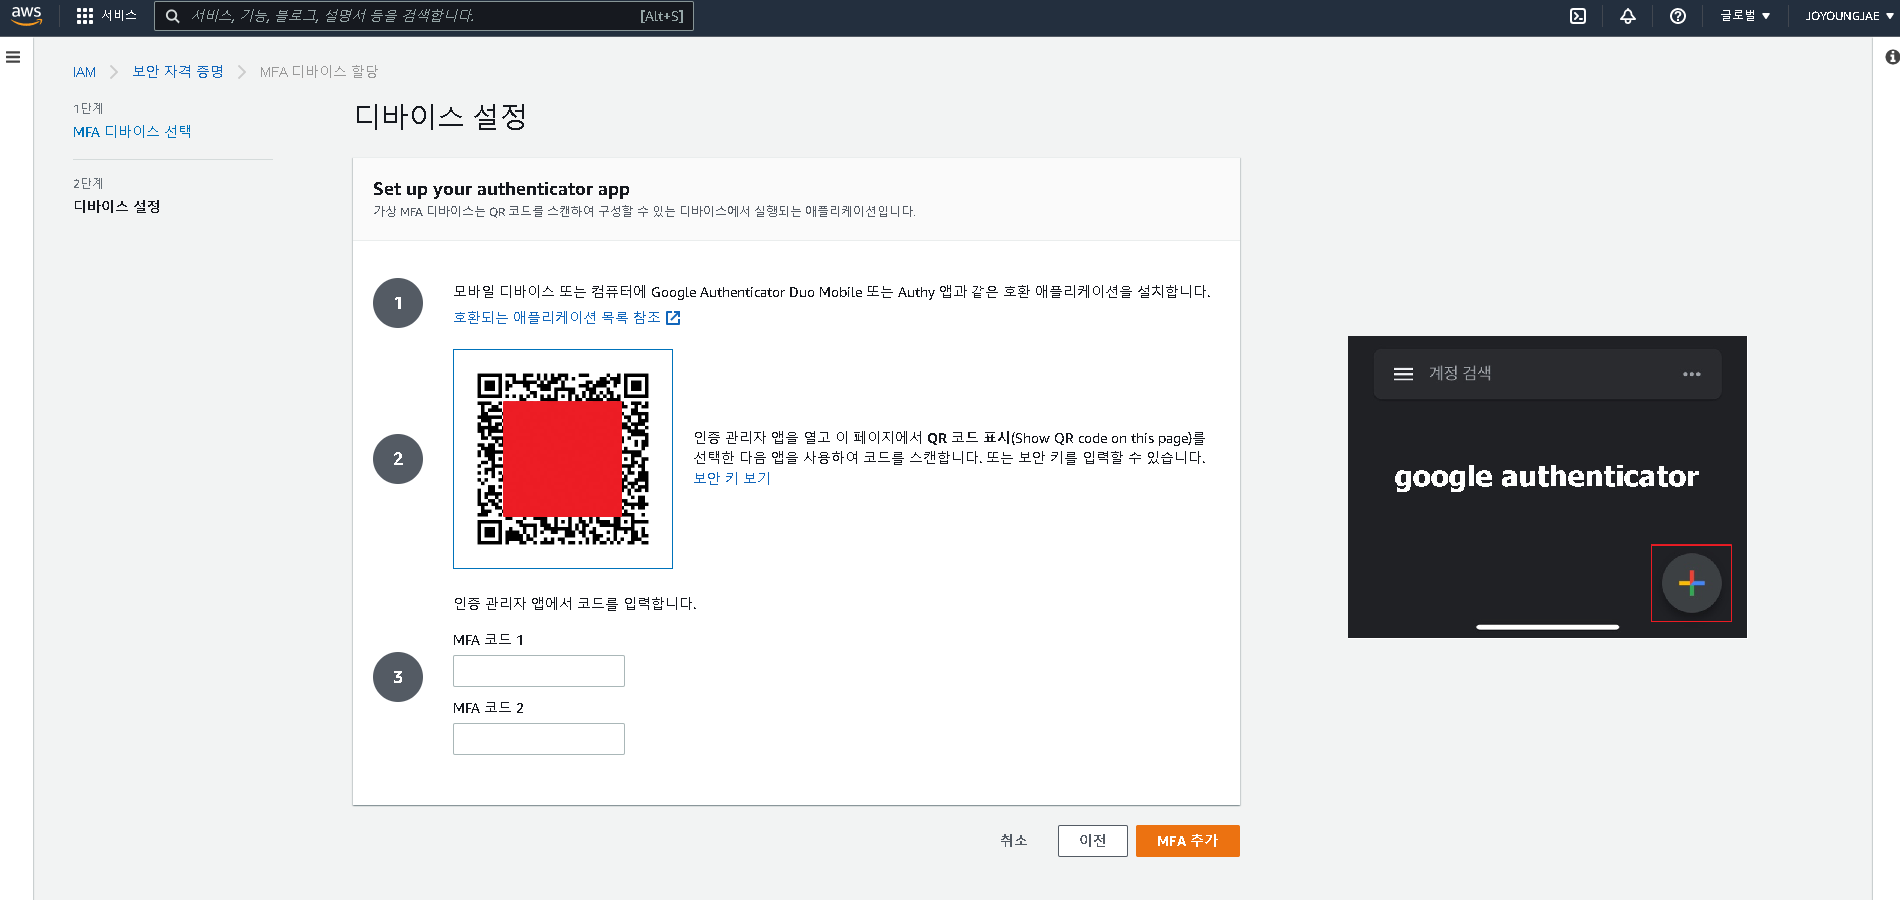 aws
서비스
서비스, 기능, 블로그, 설명서 등을 검색합니다.
[Alt+S]
글로벌
JOYOUNGJAE
IAM
보안 자격 증명
MFA 디바이스 할당
1단계
MFA 디바이스 선택
2단계
디바이스 설정
디바이스 설정
Set up your authenticator app
가상 MFA 디바이스는 QR 코드를 스캔하여 구성할 수 있는 디바이스에서 실행되는 애플리케이션입니다.
1
모바일 디바이스 또는 컴퓨터에 Google Authenticator Duo Mobile 또는 Authy 앱과 같은 호환 애플리케이션을 설치합니다.
호환되는 애플리케이션 목록 참조
2
인증 관리자 앱을 열고 이 페이지에서 QR 코드 표시(Show QR code on this page)를
선택한 다음 앱을 사용하여 코드를 스캔합니다. 또는 보안 키를 입력할 수 있습니다.
보안 키 보기
3
인증 관리자 앱에서 코드를 입력합니다.
MFA 코드 1
MFA 코드 2
취소
이전
MFA 추가
계정 검색
google authenticator